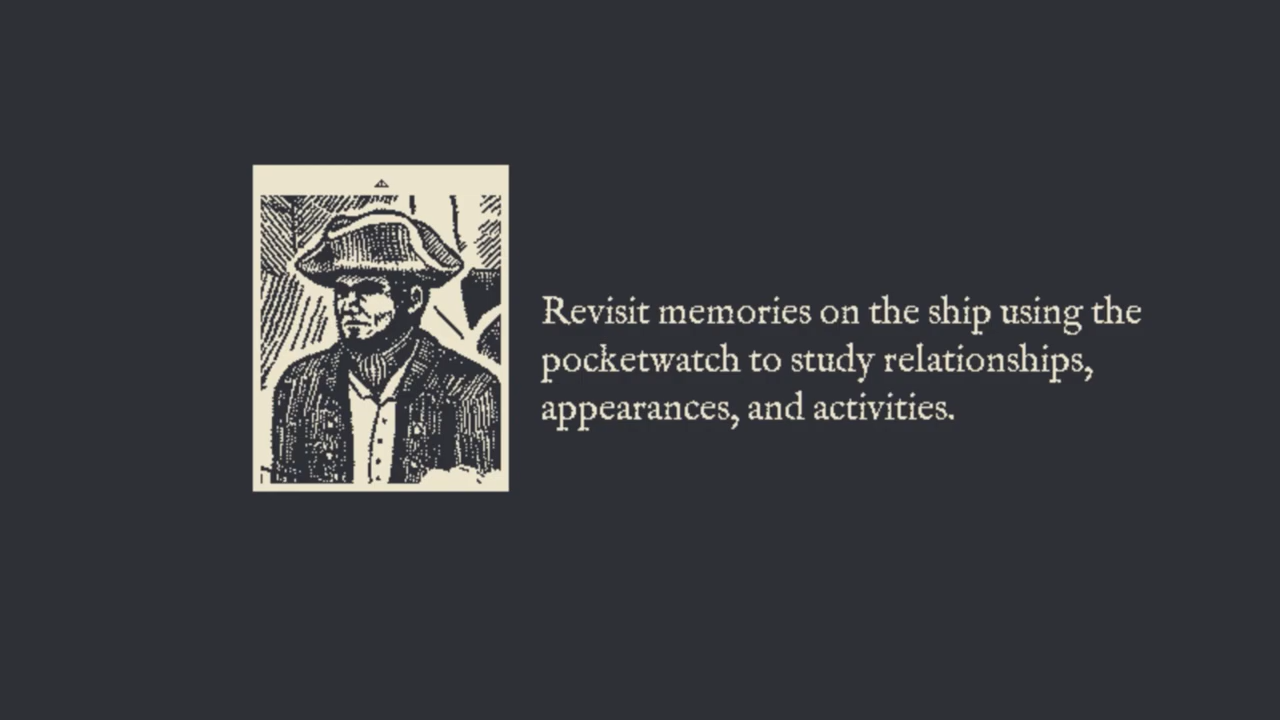 Revisit memories on the ship using the
pocketwatch to study relationships,
appearances, and activities.